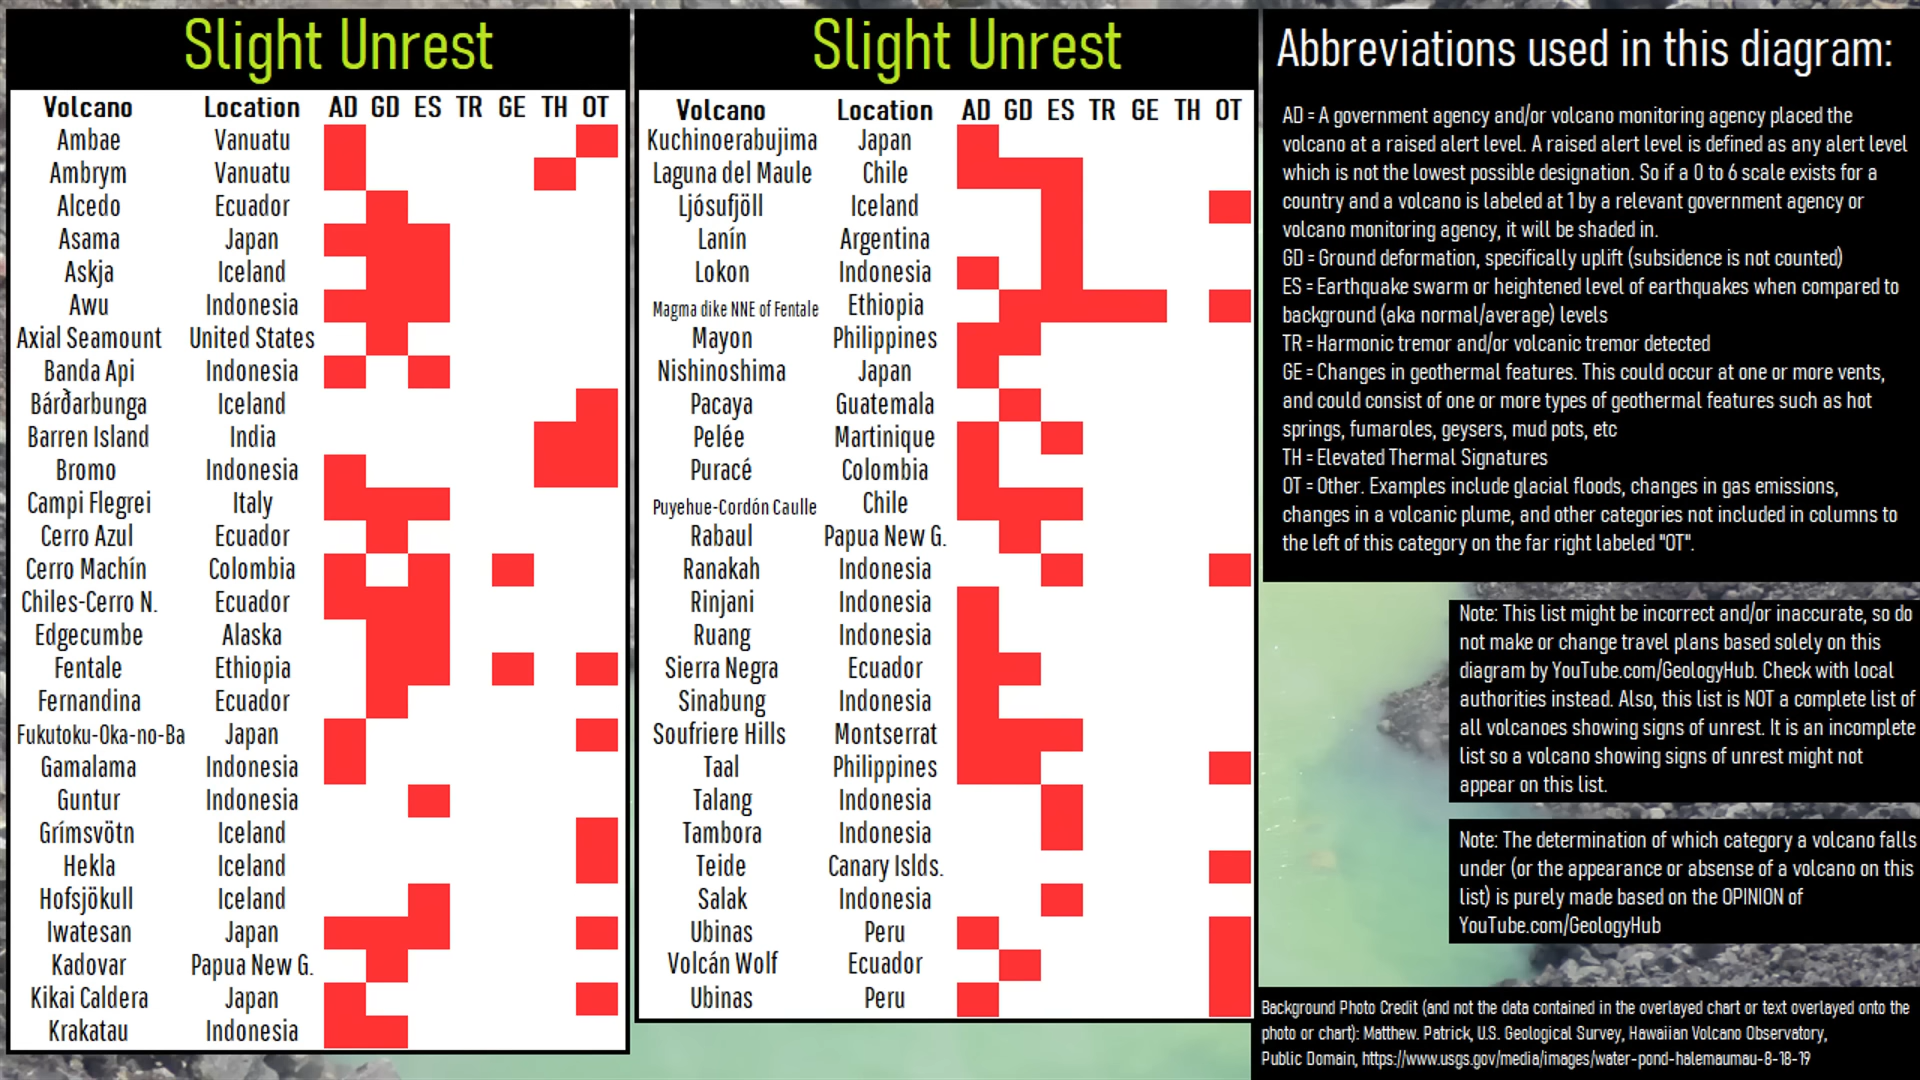 Slight Unrest
Volcano Location AD GD ES TR GE TH OT
Ambae Vanuatu
Ambrym Vanuatu
Alcedo Ecuador
Asama Japan
Askja Iceland
Awu Indonesia
Axial Seamount United States
Banda Api Indonesia
Bárðarbunga Iceland
Barren Island India
Bromo Indonesia
Campi Flegrei Italy
Cerro Azul Ecuador
Cerro Machín Colombia
Chiles-Cerro N. Ecuador
Edgecumbe Alaska
Fentale Ethiopia
Fernandina Ecuador
Fukutoku-Oka-no-Ba Japan
Gamalama Indonesia
Guntur Indonesia
Grímsvötn Iceland
Hekla Iceland
Hofsjökull Iceland
Iwatesan Japan
Kadovar Papua New G.
Kikai Caldera Japan
Krakatau Indonesia
Slight Unrest
Volcano Location AD GD ES TR GE TH OT
Kuchinoerabujima Japan
Laguna del Maule Chile
Ljósufjöll Iceland
Lanín Argentina
Lokon Indonesia
Magma dike NNE of Fentale Ethiopia
Mayon Philippines
Nishinoshima Japan
Pacaya Guatemala
Pelée Martinique
Puracé Colombia
Puyehue-Cordón Caulle Chile
Rabaul Papua New G.
Ranakah Indonesia
Rinjani Indonesia
Ruang Indonesia
Sierra Negra Ecuador
Sinabung Indonesia
Soufriere Hills Montserrat
Taal Philippines
Talang Indonesia
Tambora Indonesia
Teide Canary Islds.
Salak Indonesia
Ubinas Peru
Volcán Wolf Ecuador
Ubinas Peru
Abbreviations used in this diagram:
AD = A government agency and/or volcano monitoring agency placed the
volcano at a raised alert level. A raised alert level is defined as any alert level
which is not the lowest possible designation. So if a 0 to 6 scale exists for a
country and a volcano is labeled at 1 by a relevant government agency or
volcano monitoring agency, it will be shaded in.
GD = Ground deformation, specifically uplift (subsidence is not counted)
ES = Earthquake swarm or heightened level of earthquakes when compared to
background (aka normal/average) levels
TR = Harmonic tremor and/or volcanic tremor detected
GE = Changes in geothermal features. This could occur at one or more vents,
and could consist of one or more types of geothermal features such as hot
springs, fumaroles, geysers, mud pots, etc
TH = Elevated Thermal Signatures
OT = Other. Examples include glacial floods, changes in gas emissions,
changes in a volcanic plume, and other categories not included in columns to
the left of this category on the far right labeled "OT".
Note: This list might be incorrect and/or inaccurate, so do
not make or change travel plans based solely on this
diagram by YouTube.com/GeologyHub. Check with local
authorities instead. Also, this list is NOT a complete list of
all volcanoes showing signs of unrest. It is an incomplete
list so a volcano showing signs of unrest might not
appear on this list.
Note: The determination of which category a volcano falls
under (or the appearance or absense of a volcano on this
list) is purely made based on the OPINION of
YouTube.com/GeologyHub
Background Photo Credit (and not the data contained in the overlayed chart or text overlayed onto the
photo or chart): Matthew. Patrick, U.S. Geological Survey, Hawaiian Volcano Observatory,
Public Domain, https://www.usgs.gov/media/images/water-pond-halemaumau-8-18-19